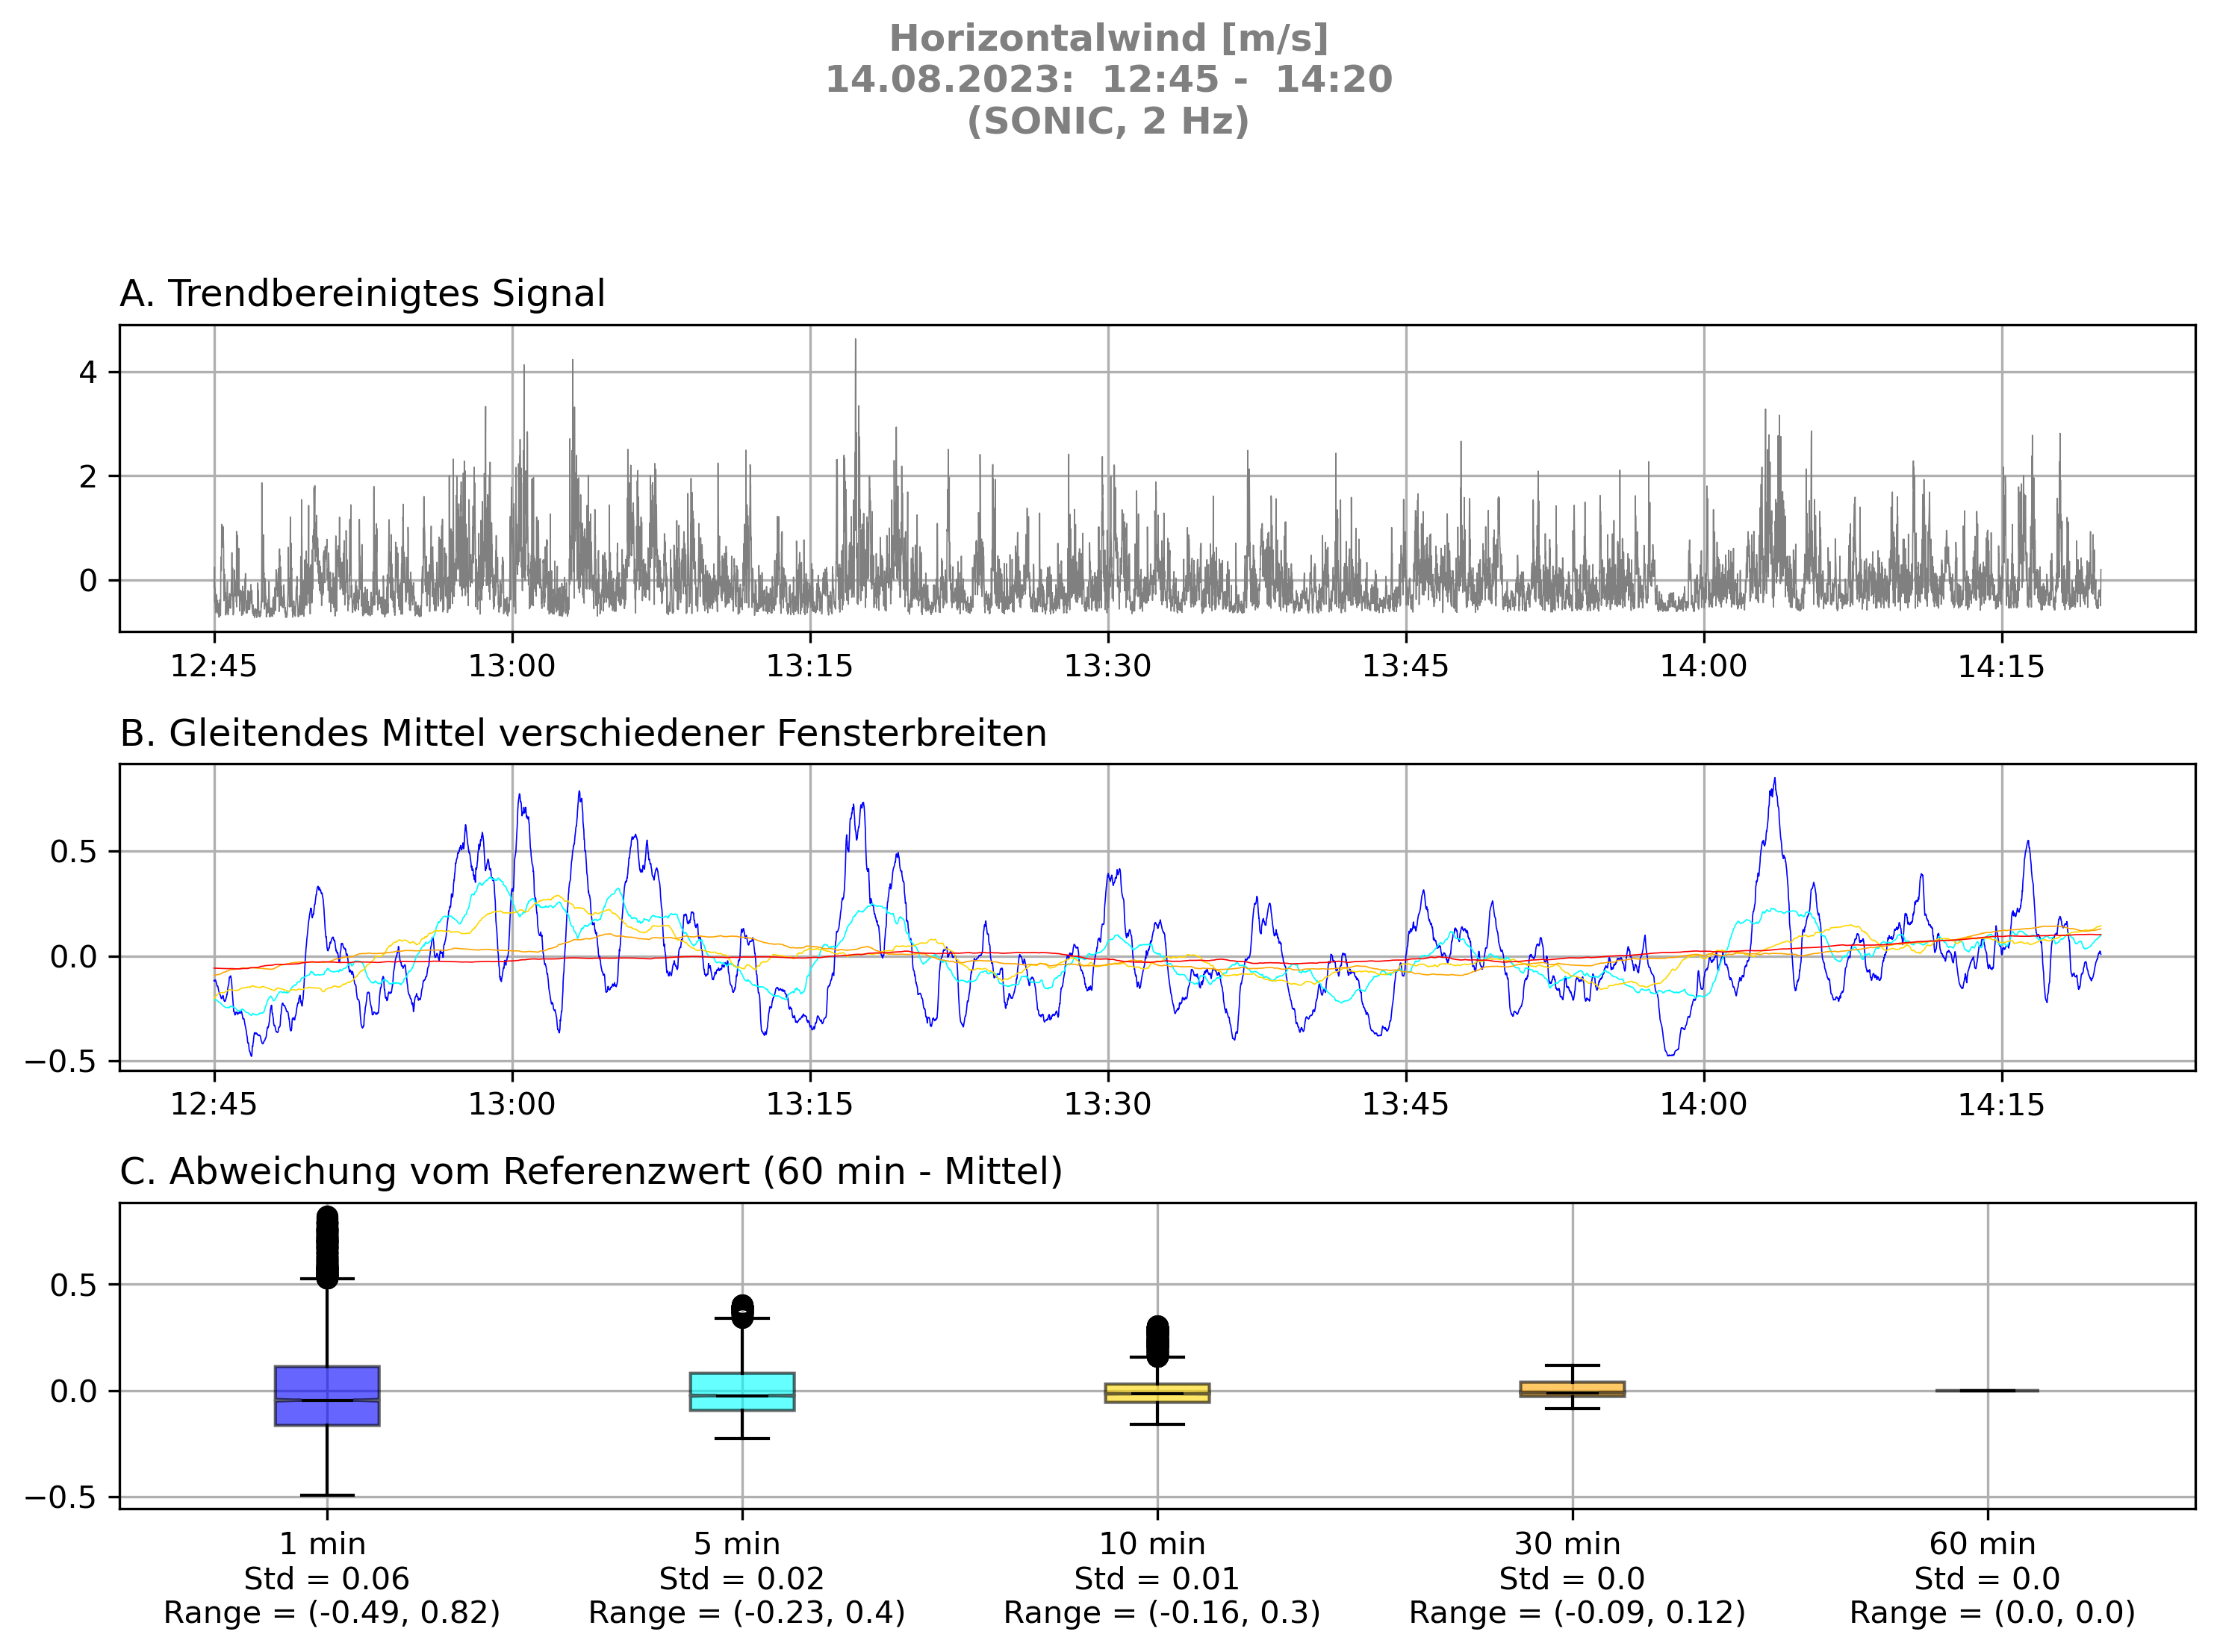 Horizontalwind [m/s]
14.08.2023:  12:45 -  14:20
(SONIC, 2 Hz)
A. Trendbereinigtes Signal
4
2
0
12:45 13:00 13:15 13:30 13:45 14:00 14:15
B. Gleitendes Mittel verschiedener Fensterbreiten
0.5
0.0
−0.5
12:45 13:00 13:15 13:30 13:45 14:00 14:15
C. Abweichung vom Referenzwert (60 min - Mittel)
0.5
0.0
−0.5
1 min 5 min 10 min 30 min 60 min
Std = 0.06 Std = 0.02 Std = 0.01 Std = 0.0 Std = 0.0
Range = (-0.49, 0.82) Range = (-0.23, 0.4) Range = (-0.16, 0.3) Range = (-0.09, 0.12) Range = (0.0, 0.0)